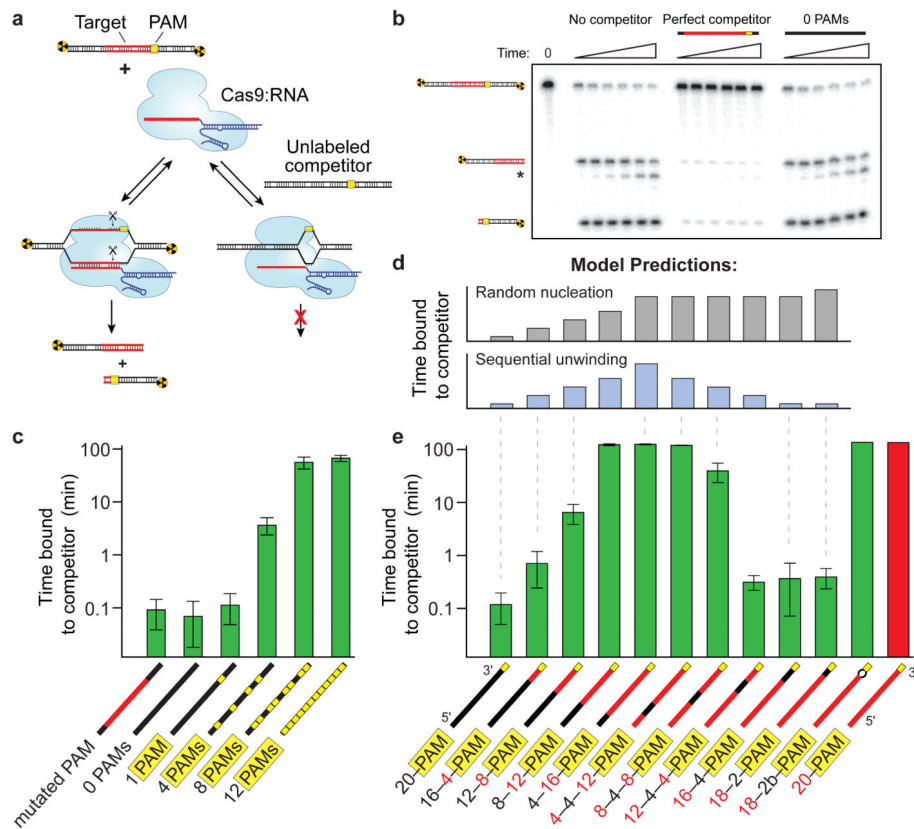 a
Target
PAM
+
Cas9:RNA
Unlabeled
competitor
X
+
b
No competitor
Perfect competitor
0 PAMs
Time:
0
*
d
Model Predictions:
Time bound
to competitor
Random nucleation
Sequential unwinding
c
Time bound
to competitor (min)
100
10
1
0.1
mutated PAM
0 PAMs
1 PAM
4 PAMs
8 PAMs
12 PAMs
e
Time bound
to competitor (min)
100
10
1
0.1
3'
5'
3'
5'
20–PAM
16–4–PAM
12–8–PAM
8–12–PAM
4–16–PAM
4–4–12–PAM
8–4–8–PAM
12–4–4–PAM
16–4–PAM
18–2–PAM
18–2b–PAM
20–PAM